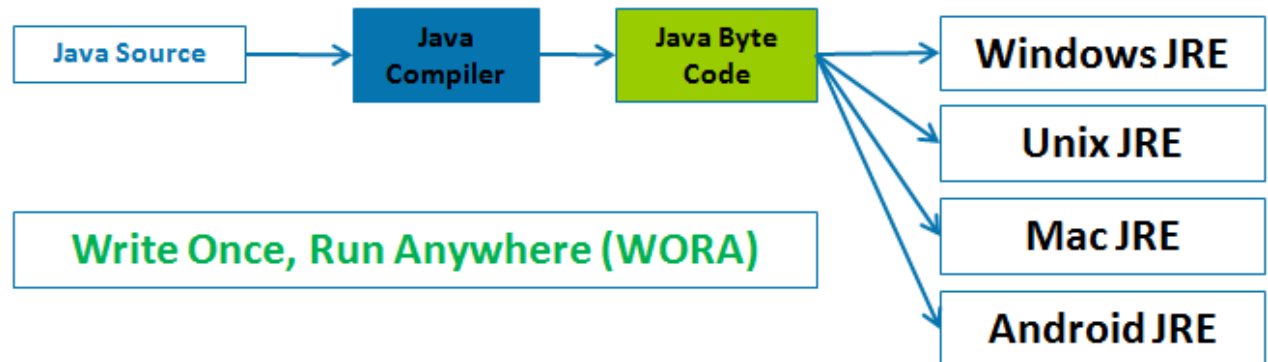 Java Source
Java
Compiler
Java Byte
Code
Windows JRE
Unix JRE
Mac JRE
Android JRE
Write Once, Run Anywhere (WORA)